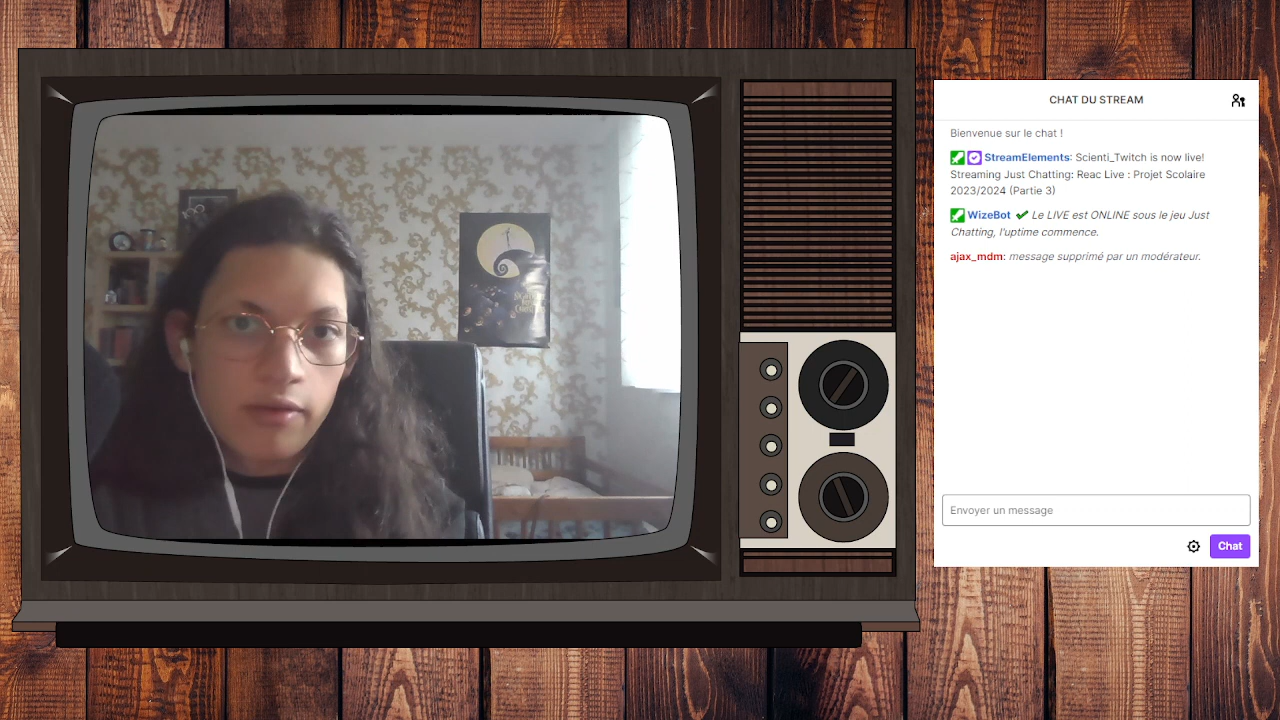 CHAT DU STREAM
Bienvenue sur le chat !
StreamElements: Scienti_Twitch is now live!
Streaming Just Chatting: Reac Live : Projet Scolaire
2023/2024 (Partie 3)
WizeBot ✔ Le LIVE est ONLINE sous le jeu Just
Chatting, l'uptime commence.
ajax_mdm: message supprimé par un modérateur.
Envoyer un message
Chat